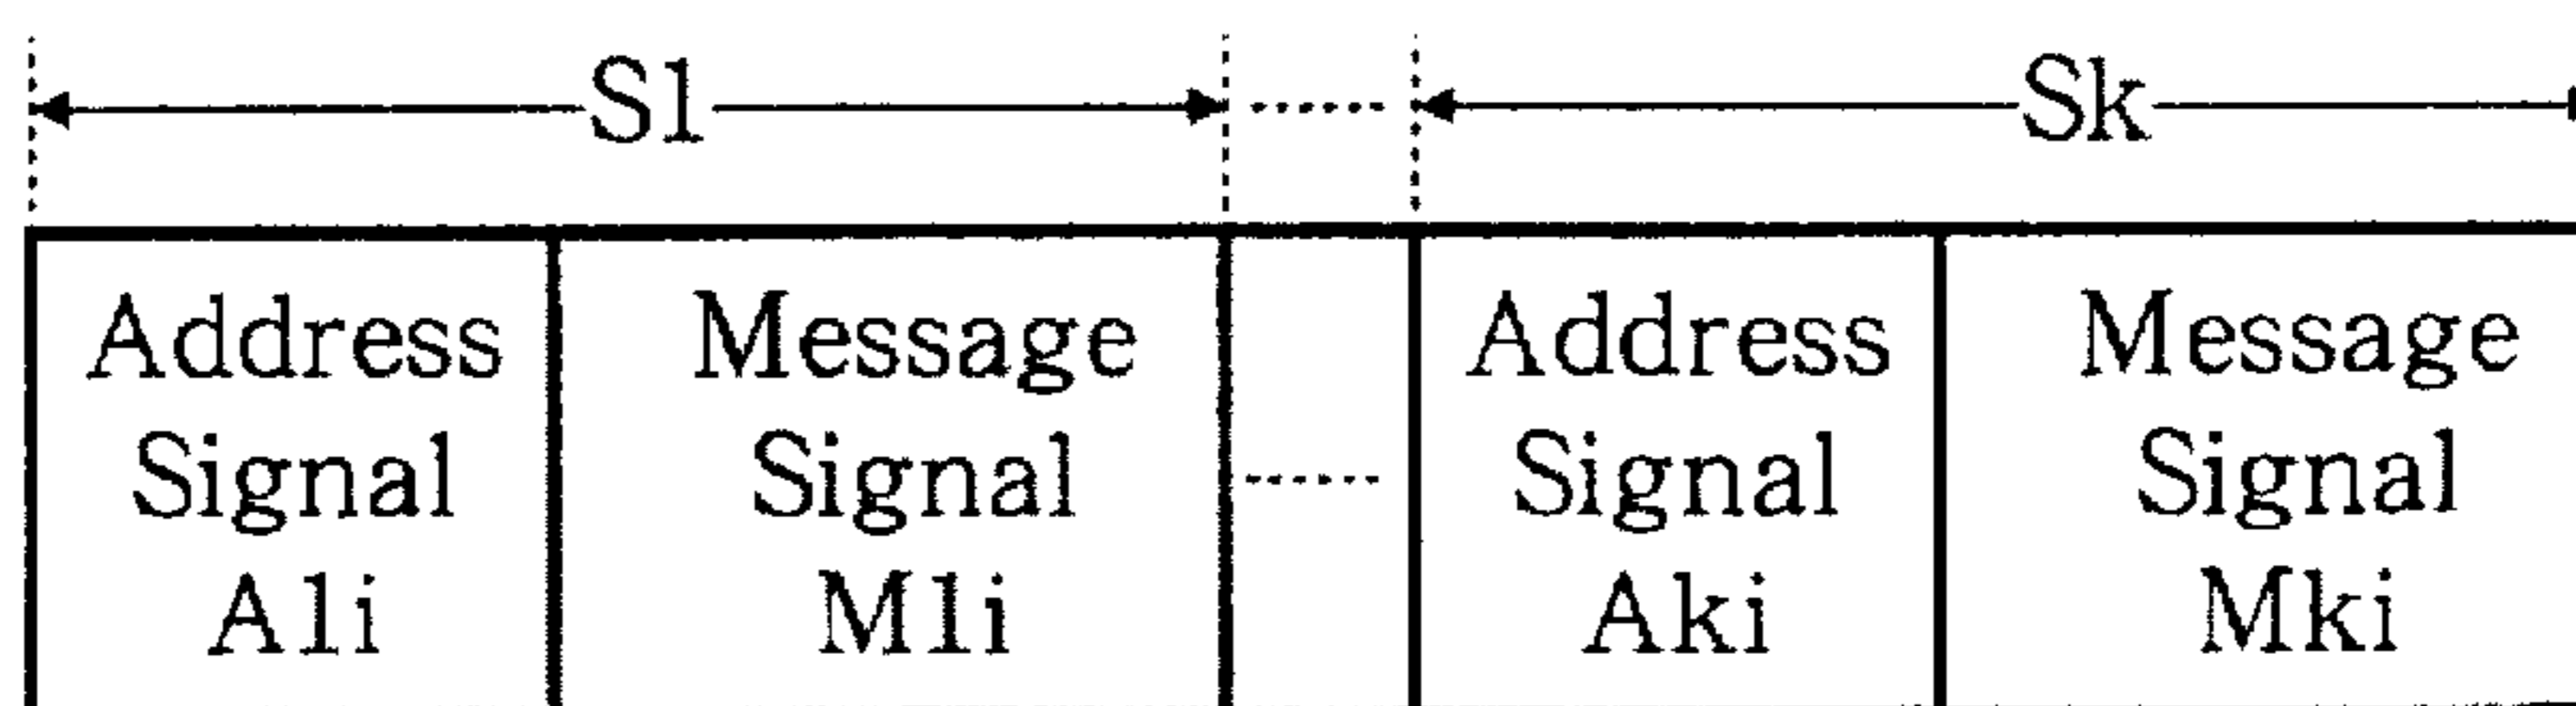 S1 Sk
Address Message Address Message
Signal Signal Signal Signal
A1i M1i Aki Mki